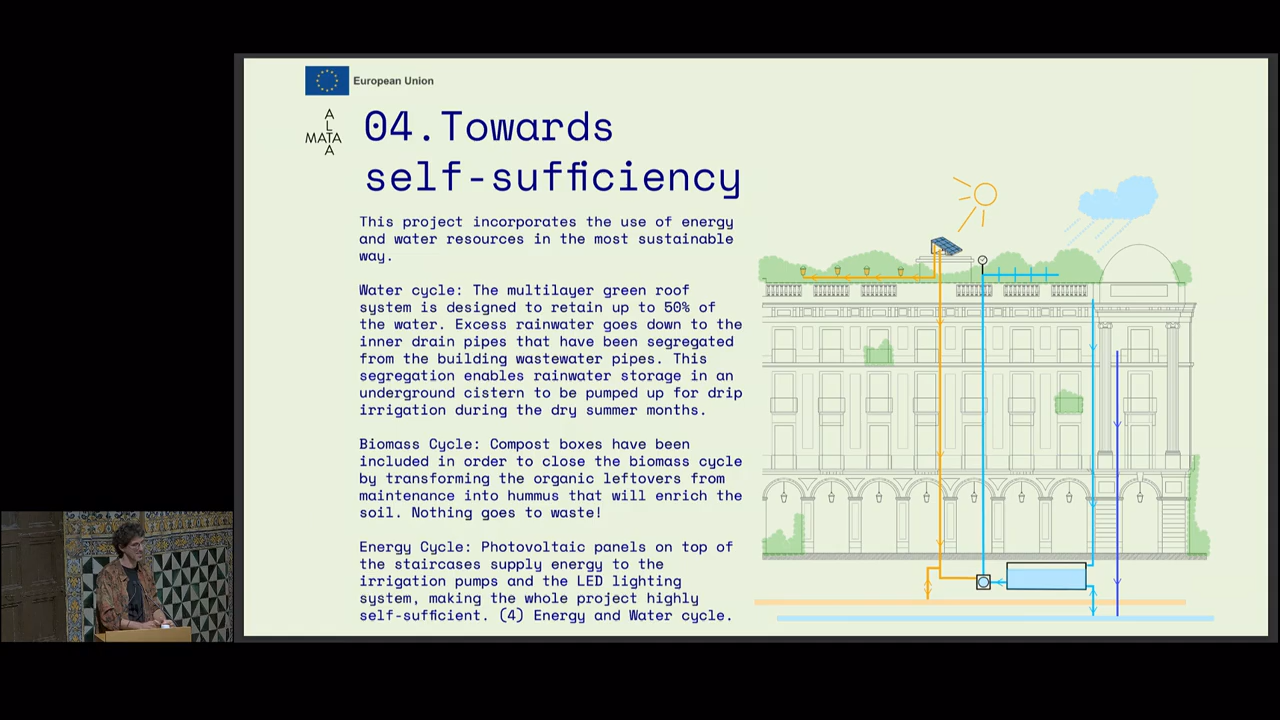 European Union
A
L
MATA
A
04.Towards
self-sufficiency
This project incorporates the use of energy
and water resources in the most sustainable
way.
Water cycle: The multilayer green roof
system is designed to retain up to 50% of
the water. Excess rainwater goes down to the
inner drain pipes that have been segregated
from the building wastewater pipes. This
segregation enables rainwater storage in an
underground cistern to be pumped up for drip
irrigation during the dry summer months.
Biomass Cycle: Compost boxes have been
included in order to close the biomass cycle
by transforming the organic leftovers from
maintenance into hummus that will enrich the
soil. Nothing goes to waste!
Energy Cycle: Photovoltaic panels on top of
the staircases supply energy to the
irrigation pumps and the LED lighting
system, making the whole project highly
self-sufficient. (4) Energy and Water cycle.